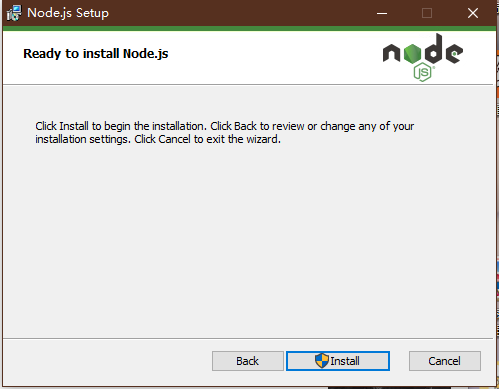 Node.js Setup
Ready to install Node.js
node
JS
Click Install to begin the installation. Click Back to review or change any of your
installation settings. Click Cancel to exit the wizard.
Back
Install
Cancel